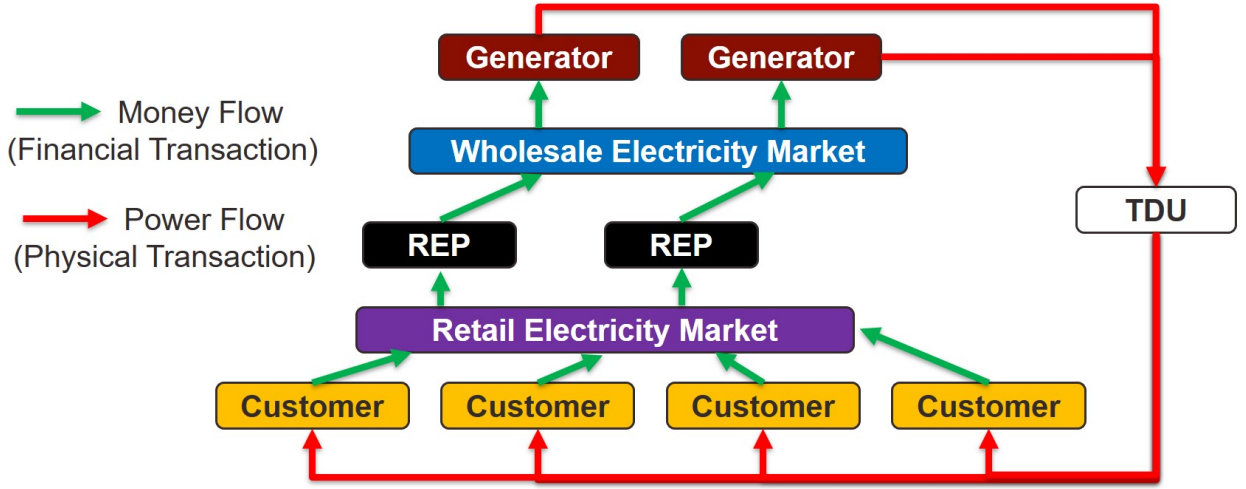 Generator
Generator
Money Flow
(Financial Transaction)
Wholesale Electricity Market
Power Flow
(Physical Transaction)
TDU
REP
REP
Retail Electricity Market
Customer
Customer
Customer
Customer